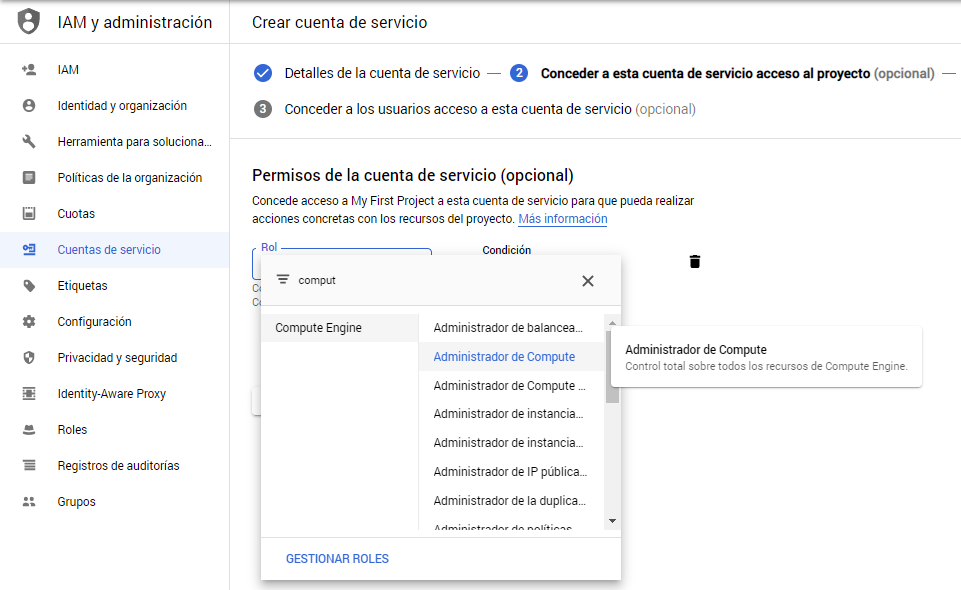 IAM y administración
Crear cuenta de servicio
IAM
Identidad y organización
Herramienta para soluciona...
Políticas de la organización
Cuotas
Cuentas de servicio
Etiquetas
Configuración
Privacidad y seguridad
Identity-Aware Proxy
Roles
Registros de auditorías
Grupos
Detalles de la cuenta de servicio — 2 Conceder a esta cuenta de servicio acceso al proyecto (opcional) —
3 Conceder a los usuarios acceso a esta cuenta de servicio (opcional)
Permisos de la cuenta de servicio (opcional)
Concede acceso a My First Project a esta cuenta de servicio para que pueda realizar
acciones concretas con los recursos del proyecto. Más información
Rol
Condición
comput
Compute Engine
Administrador de balancea...
Administrador de Compute
Administrador de Compute ...
Administrador de instancia...
Administrador de instancia...
Administrador de IP pública...
Administrador de la duplica...
Administrador de políticas
GESTIONAR ROLES
Administrador de Compute
Control total sobre todos los recursos de Compute Engine.